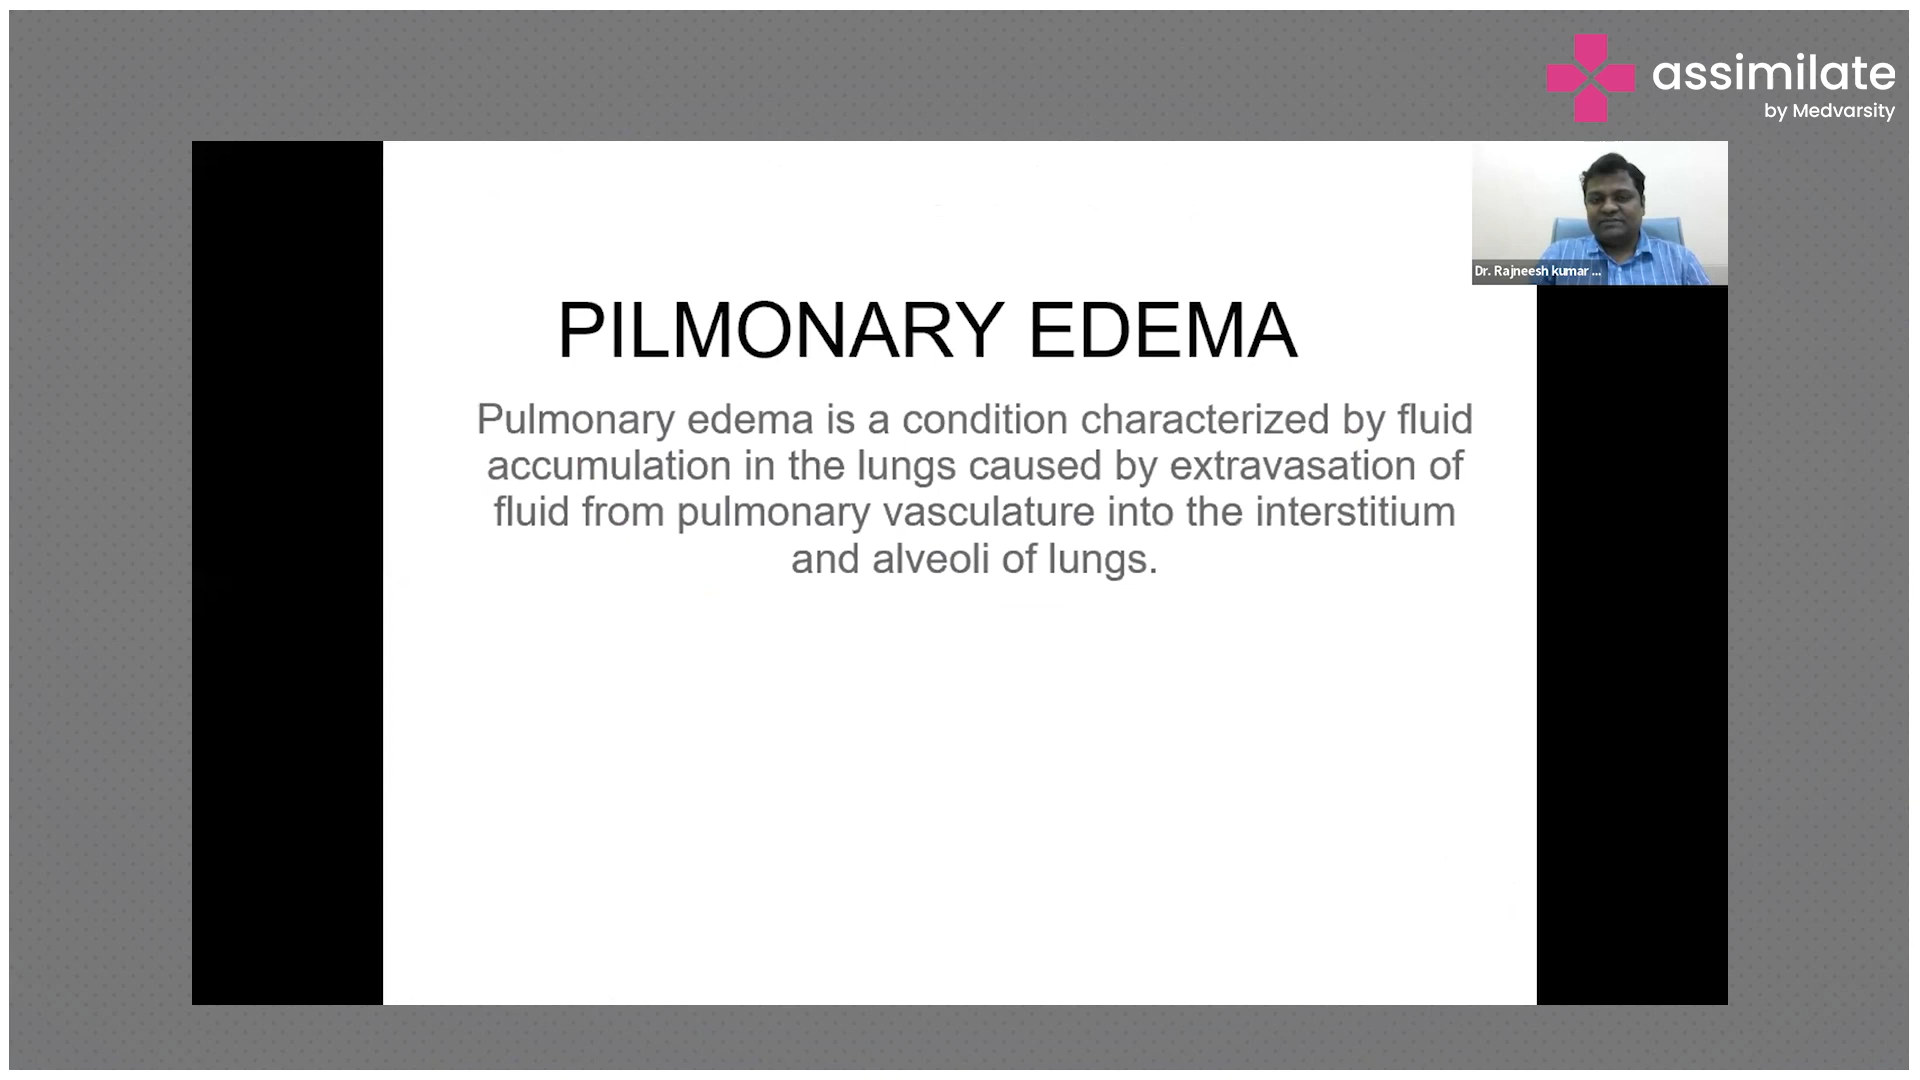 assimilate
by Medvarsity
Dr. Rajneesh kumar ...
PILMONARY EDEMA
Pulmonary edema is a condition characterized by fluid
accumulation in the lungs caused by extravasation of
fluid from pulmonary vasculature into the interstitium
and alveoli of lungs.